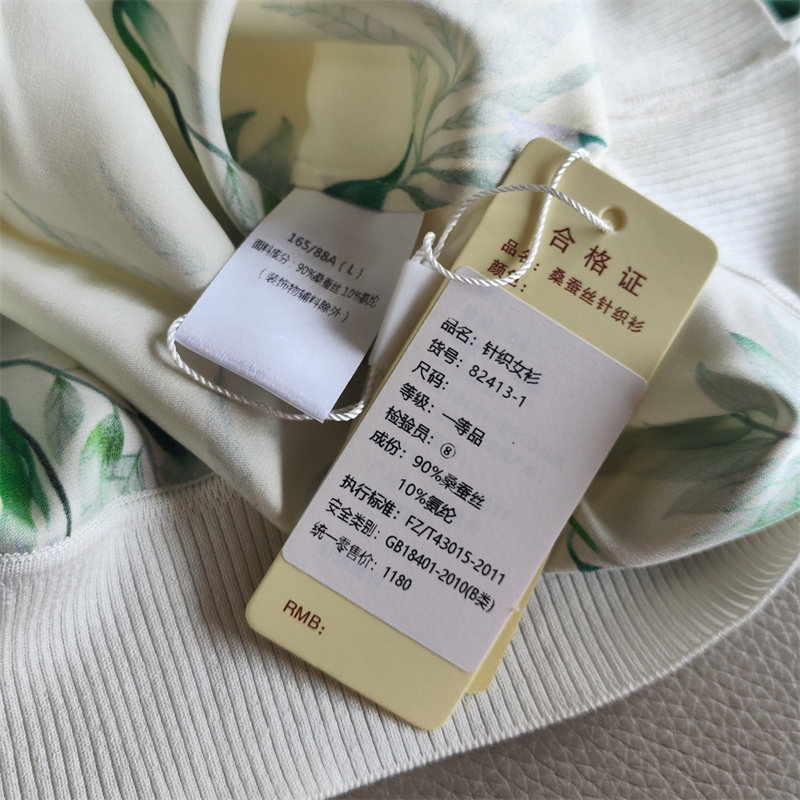 165/88A（L）
面料成分：90%桑蚕丝 10%氨纶
（装饰物辅料除外）
合格证
品名：桑蚕丝针织衫
颜色：
品名：针织女衫
货号：82413-1
尺码：
等级：一等品
检验员：⑧
成份：90%桑蚕丝
10%氨纶
执行标准：FZ/T43015-2011
安全类别：GB18401-2010(B类)
统一零售价：1180
RMB: